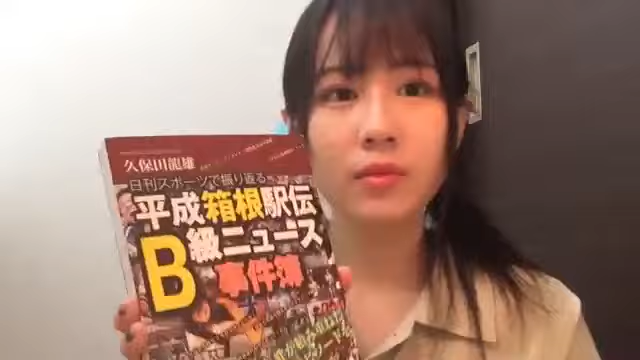 久保田龍雄
日刊スポーツで振り返る
平成箱根駅伝
B級ニュース
事件簿